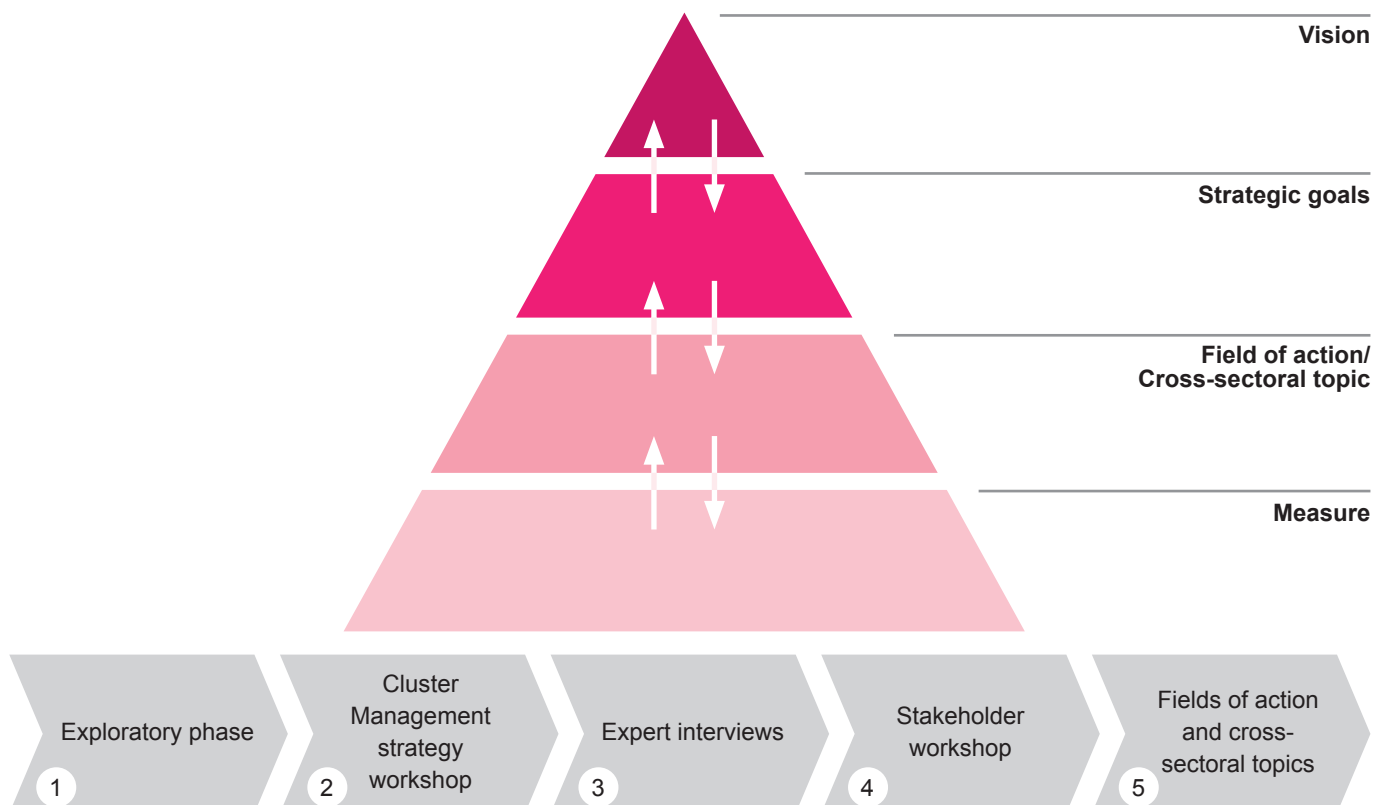 Vision
Strategic goals
Field of action/
Cross-sectoral topic
Measure
Exploratory phase
1
Cluster
Management
strategy
workshop
2
Expert interviews
3
Stakeholder
workshop
4
Fields of action
and cross-
sectoral topics
5